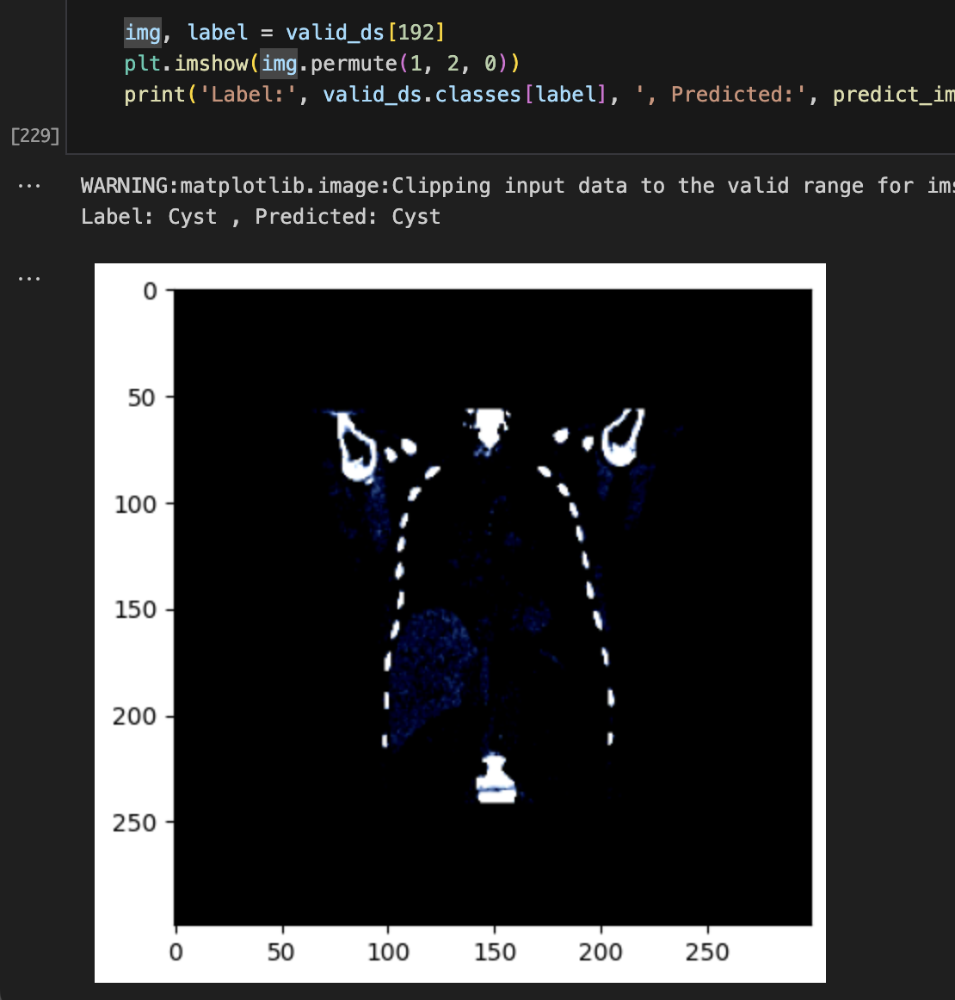 img, label = valid_ds[192]
plt.imshow(img.permute(1, 2, 0))
print('Label:', valid_ds.classes[label], ', Predicted:', predict_im
[229]
... WARNING:matplotlib.image:Clipping input data to the valid range for ims
Label: Cyst , Predicted: Cyst
...
0
50
100
150
200
250
0 50 100 150 200 250